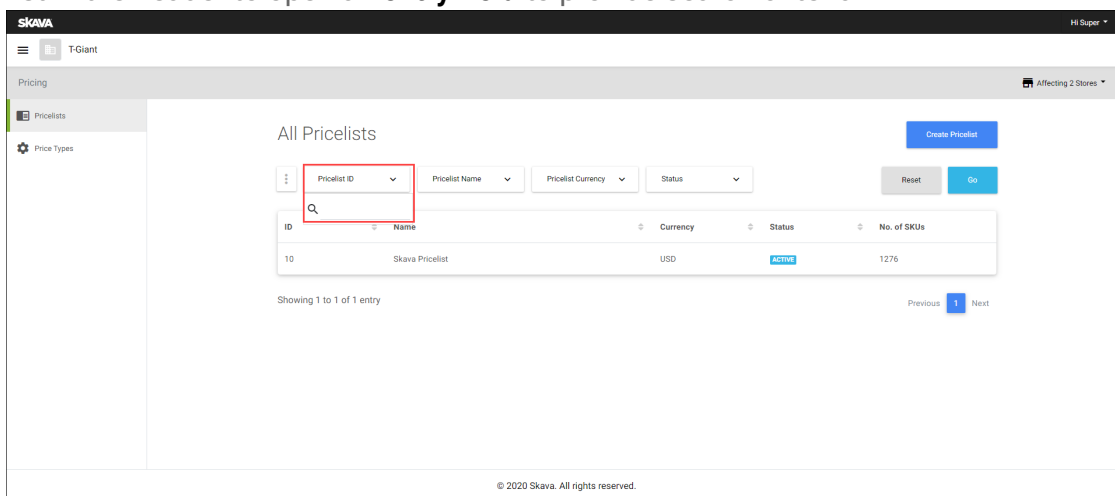 SKAVA
Hi Super
T-Giant
Pricing
Affecting 2 Stores
Pricelists
Price Types
All Pricelists
Create Pricelist
Pricelist ID
Pricelist Name
Pricelist Currency
Status
Reset
Go
ID
Name
Currency
Status
No. of SKUs
10
Skava Pricelist
USD
ACTIVE
1276
Showing 1 to 1 of 1 entry
Previous
1
Next
© 2020 Skava. All rights reserved.